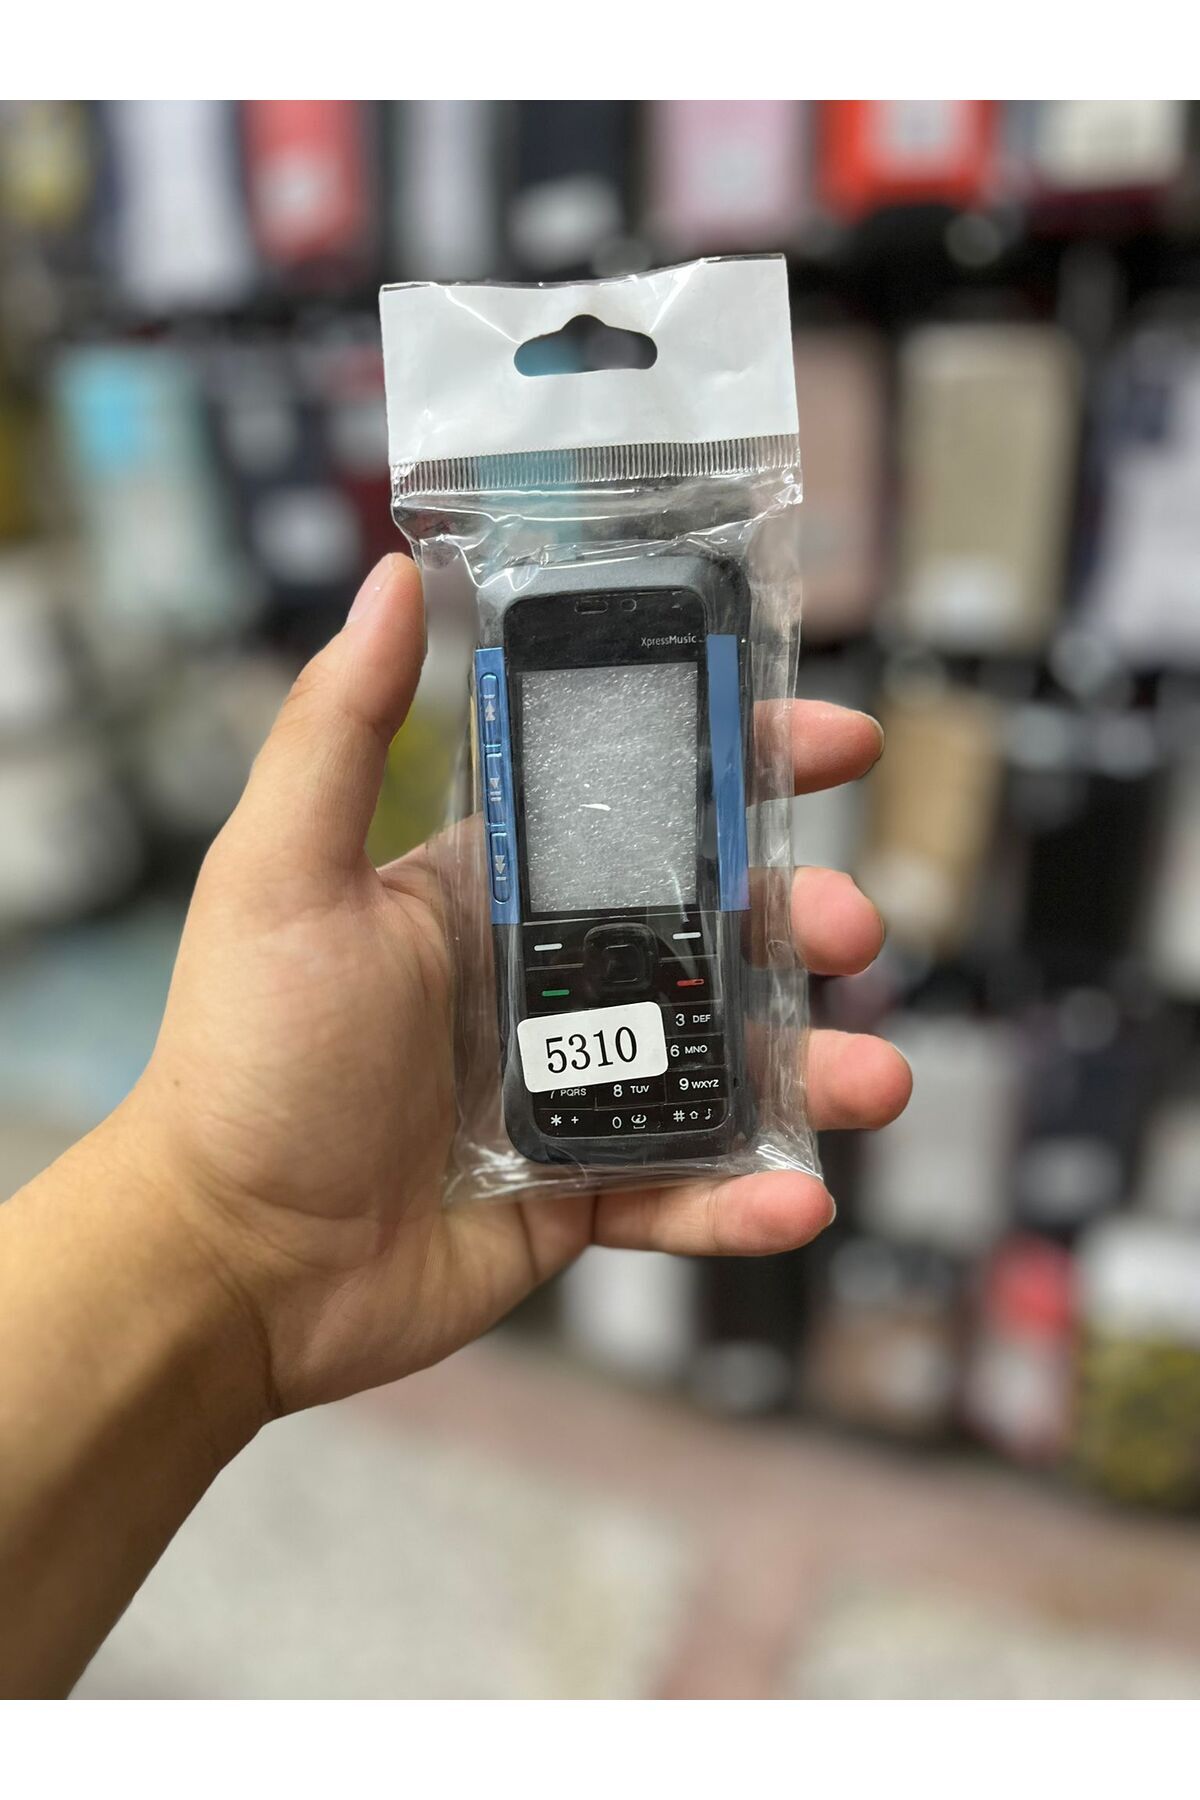 XpressMusic
3 DEF
5310
6 MNO
7 PQRS 8 TUV 9 WXYZ
* + 0 #